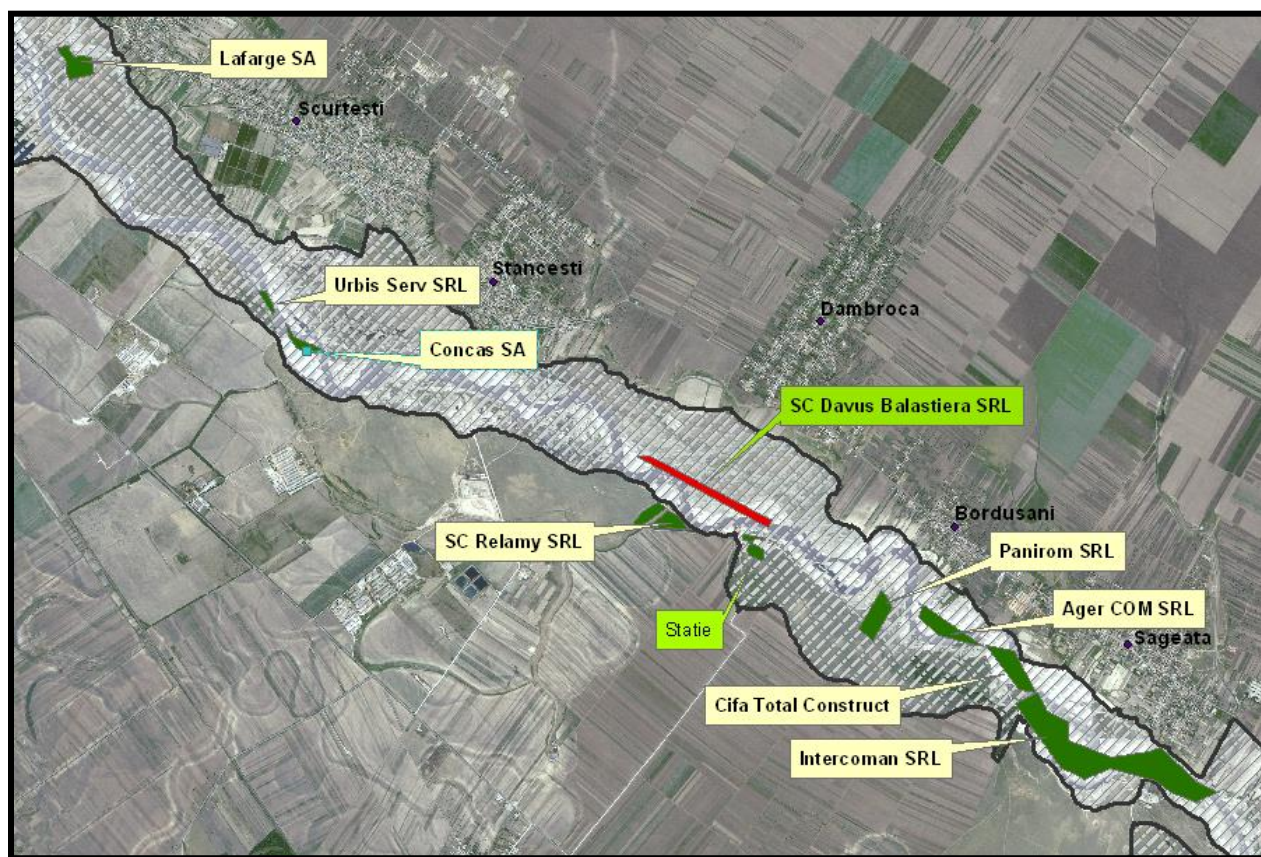 Lafarge SA
Scurtesti
Stancesti
Urbis Serv SRL
Dambroca
Concas SA
SC Davus Balastiera SRL
Bordusani
SC Relamy SRL
Panirom SRL
Ager COM SRL
Statie
Sageata
Cifa Total Construct
Intercoman SRL